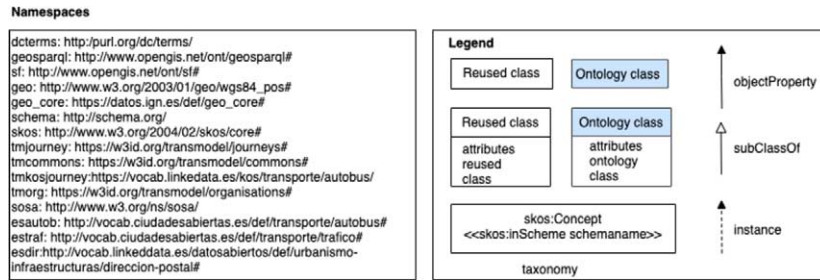 Namespaces
dcterms: http:/purl.org/dc/terms/
geosparql: http://www.opengis.net/ont/geosparql#
sf: http://www.opengis.net/ont/sf#
geo: http://www.w3.org/2003/01/geo/wgs84_pos#
geo_core: https://datos.ign.es/def/geo_core#
schema: http://schema.org/
skos: http://www.w3.org/2004/02/skos/core#
tmjourney: https://w3id.org/transmodel/journeys#
tmcommons: https://w3id.org/transmodel/commons#
tmkosjourney:https://vocab.linkedata.es/kos/transporte/autobus/
tmorg: https://w3id.org/transmodel/organisations#
sosa: http://www.w3.org/ns/sosa/
esautob: http://vocab.ciudadesabiertas.es/def/transporte/autobus#
estraf: http://vocab.ciudadesabiertas.es/def/transporte/trafico#
esdir:http://vocab.linkeddata.es/datosabiertos/def/urbanismo-
infraestructuras/direccion-postal#
Legend
Reused class
Ontology class
objectProperty
Reused class
Ontology class
attributes
reused
class
attributes
ontology
class
subClassOf
skos:Concept
<<skos:inScheme schemaname>>
instance
taxonomy